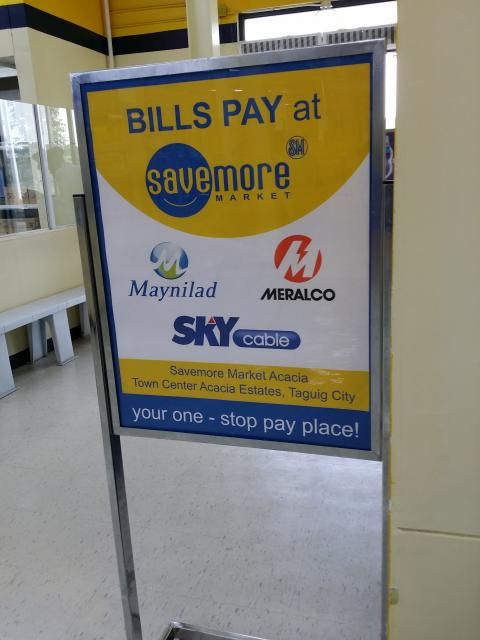 BILLS PAY at
savemore SM
MARKET
Maynilad
MERALCO
SKY cable
Savemore Market Acacia
Town Center Acacia Estates, Taguig City
your one - stop pay place!